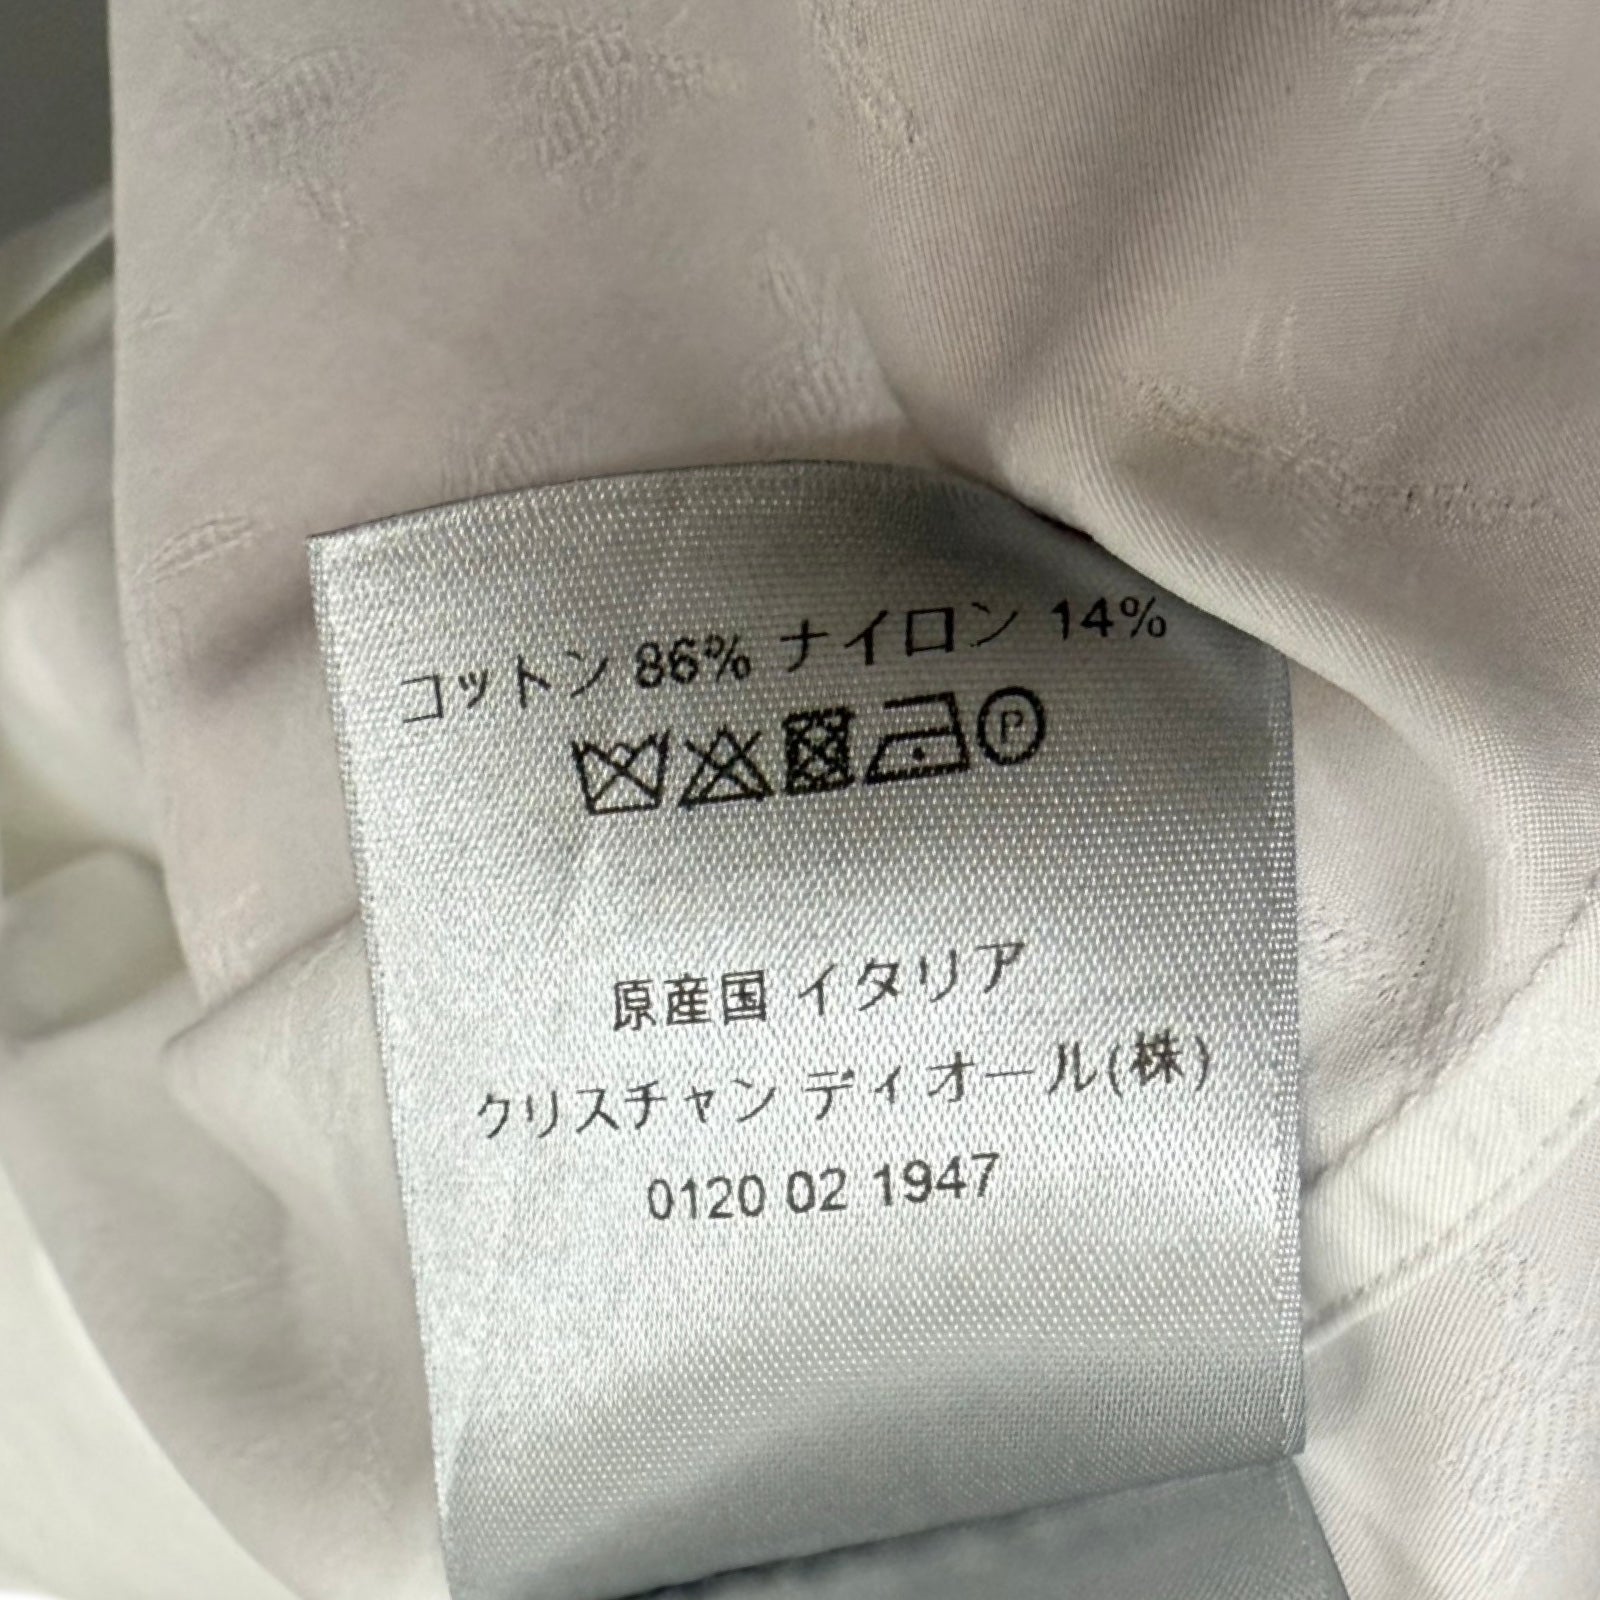 コットン 86% ナイロン 14%
P
原産国 イタリア
クリスチャン ディオール(株)
0120 02 1947